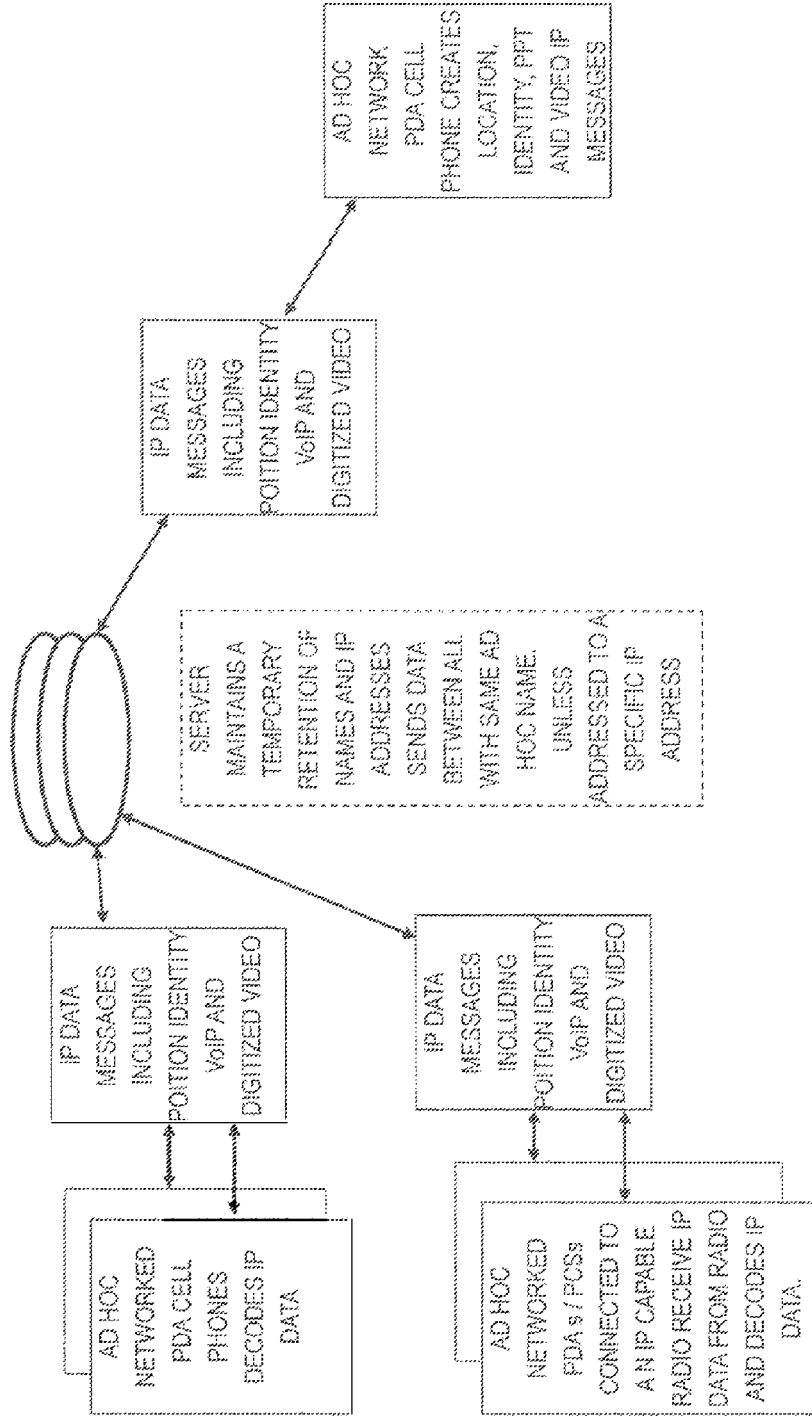 AD HOC
NETWORKED
PDA CELL
PHONES
DECODES IP
DATA
IP DATA
MESSAGES
INCLUDING
POITION IDENTITY
VoIP AND
DIGITIZED VIDEO
AD HOC
NETWORKED
PDA s / PCSs
CONNECTED TO
A N IP CAPABLE
RADIO RECEIVE IP
DATA FROM RADIO
AND DECODES IP
DATA.
IP DATA
MESSAGES
INCLUDING
POITION IDENTITY
VoIP AND
DIGITIZED VIDEO
SERVER
MAINTAINS A
TEMPORARY
RETENTION OF
NAMES AND IP
ADDRESSES
SENDS DATA
BETWEEN ALL
WITH SAME AD
HOC NAME.
UNLESS
ADDRESSED TO A
SPECIFIC IP
ADDRESS
IP DATA
MESSAGES
INCLUDING
POITION IDENTITY
VoIP AND
DIGITIZED VIDEO
AD HOC
NETWORK
PDA CELL
PHONE CREATES
LOCATION,
IDENTITY, PPT
AND VIDEO IP
MESSAGES